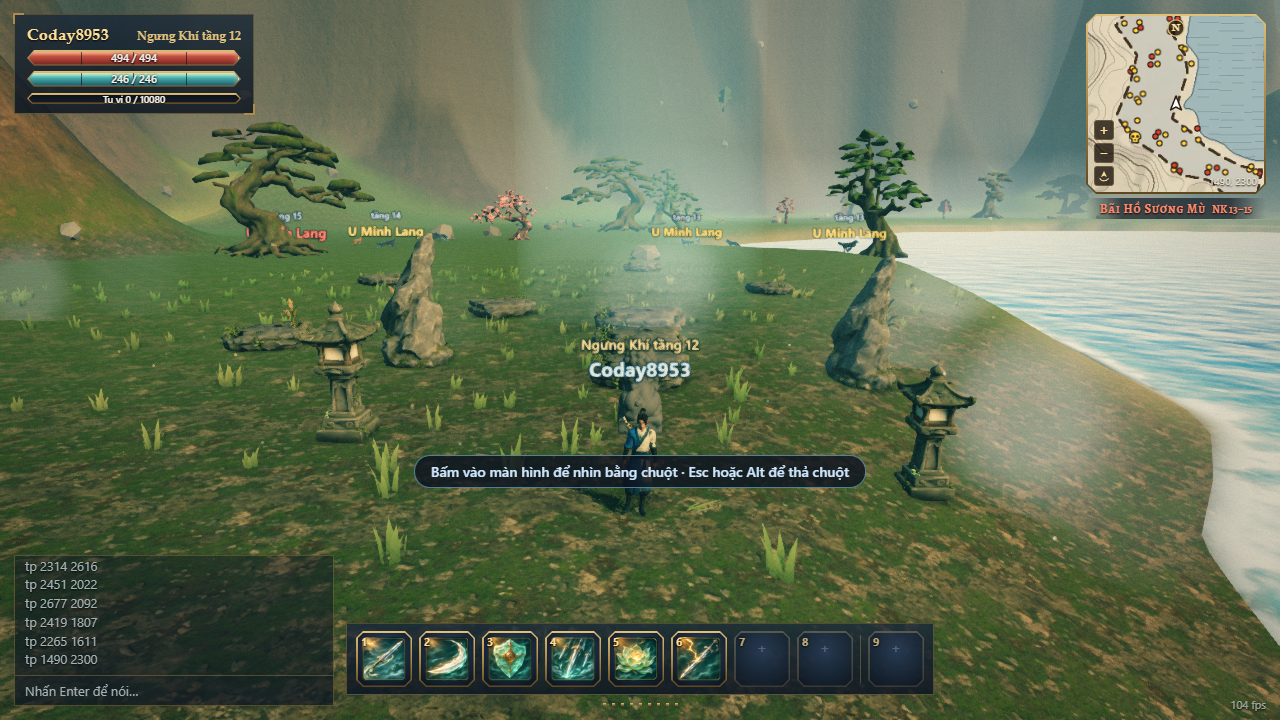 Coday8953
Ngưng Khí tầng 12
494 / 494
246 / 246
Tu vi 0 / 10080
N
+
−
1490, 2300
Bãi Hồ Sương Mù NK13-15
tầng 14
U Minh Lang
Lang
U Minh Lang
tầng 13
U Minh Lang
Ngưng Khí tầng 12
Coday8953
Bấm vào màn hình để nhìn bằng chuột · Esc hoặc Alt để thả chuột
tp 2314 2616
tp 2451 2022
tp 2677 2092
tp 2419 1807
tp 2265 1611
tp 1490 2300
Nhấn Enter để nói...
1 2 3 4 5 6 7 8 9
+ + +
104 fps